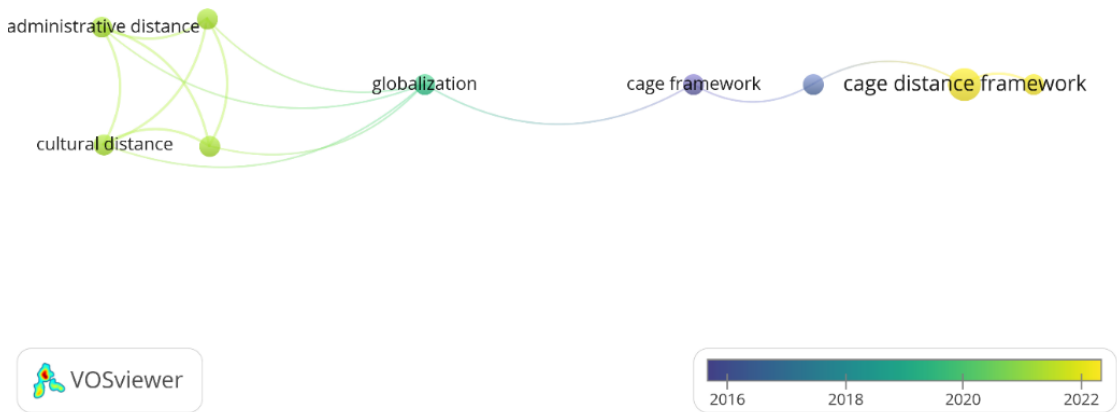 administrative distance
globalization
cage framework
cage distance framework
cultural distance
VOSviewer
2016
2018
2020
2022